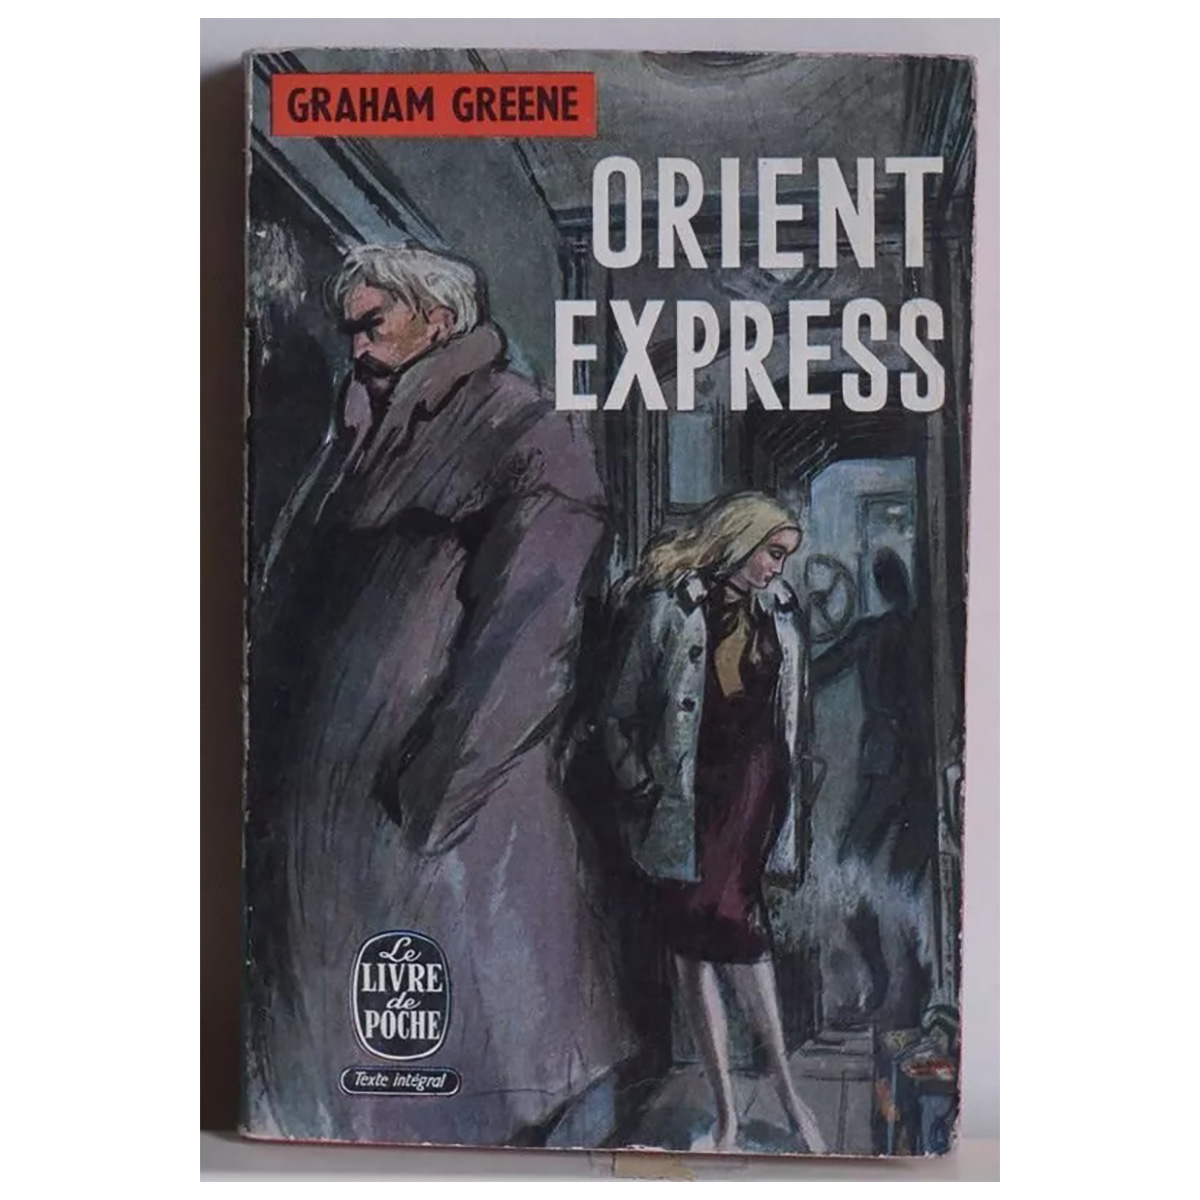 GRAHAM GREENE
ORIENT
EXPRESS
Le
LIVRE
de
POCHE
Texte intégral